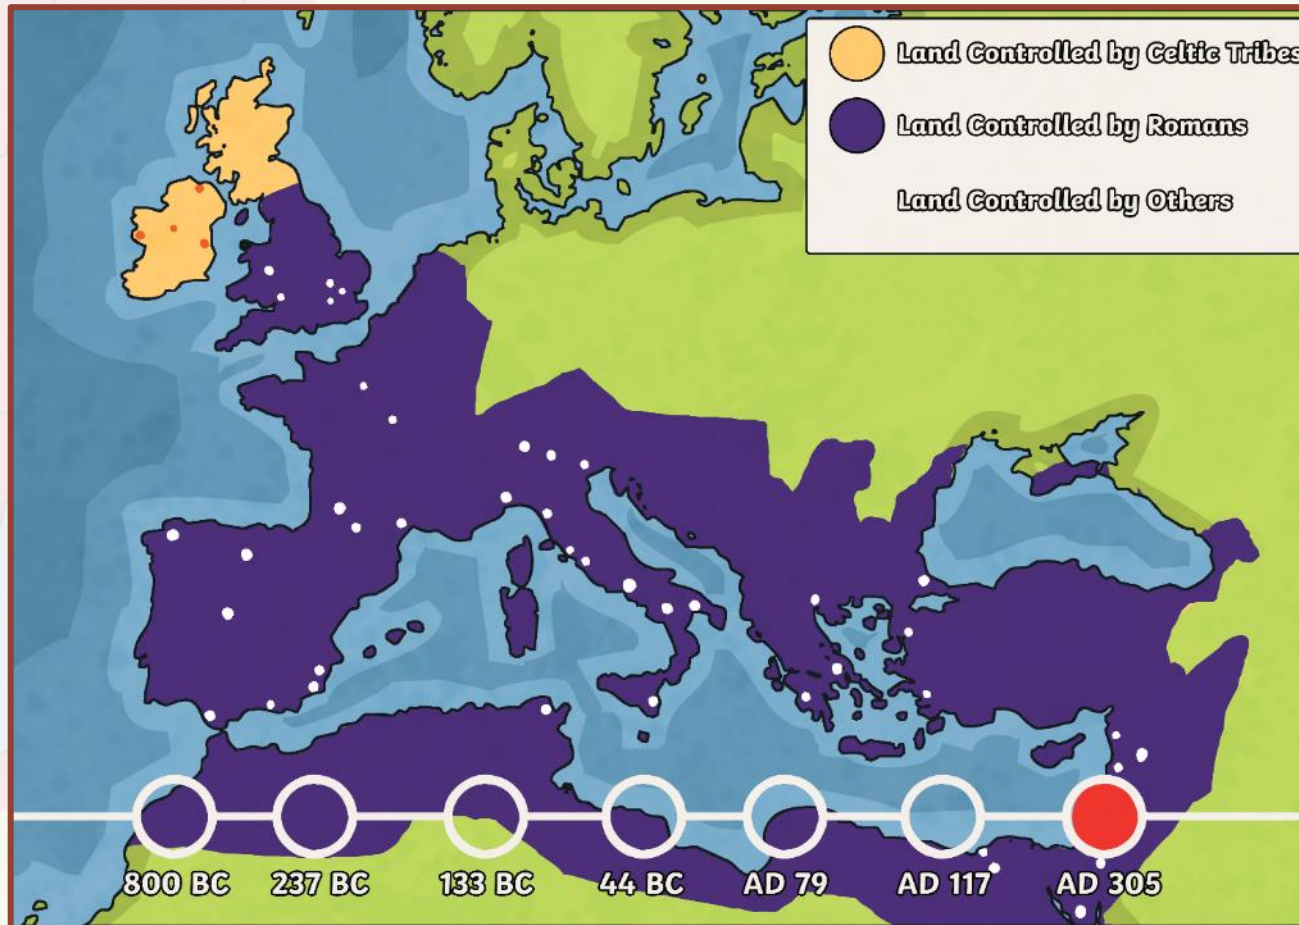 Land Controlled by Celtic Tribes
Land Controlled by Romans
Land Controlled by Others
800 BC
237 BC
133 BC
44 BC
AD 79
AD 117
AD 305